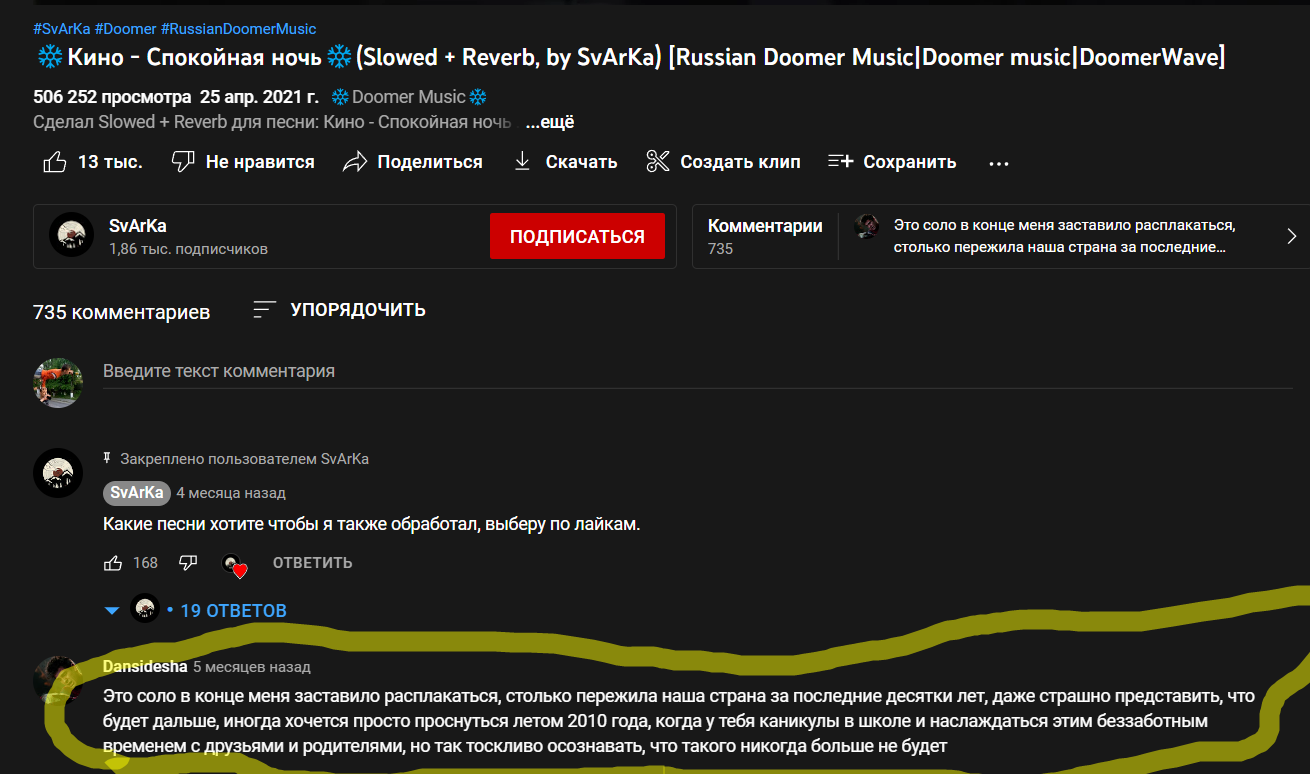 #SvArKa #Doomer #RussianDoomerMusic
❄Кино - Спокойная ночь❄(Slowed + Reverb, by SvArKa) [Russian Doomer Music|Doomer music|DoomerWave]
506 252 просмотра 25 апр. 2021 г. ❄Doomer Music❄
Сделал Slowed + Reverb для песни: Кино - Спокойная ночь ...ещё
13 тыс. Не нравится Поделиться Скачать Создать клип Сохранить ...
SvArKa
1,86 тыс. подписчиков
ПОДПИСАТЬСЯ
Комментарии
735
Это соло в конце меня заставило расплакаться,
столько пережила наша страна за последние...
735 комментариев УПОРЯДОЧИТЬ
Введите текст комментария
Закреплено пользователем SvArKa
SvArKa 4 месяца назад
Какие песни хотите чтобы я также обработал, выберу по лайкам.
168 ОТВЕТИТЬ
• 19 ОТВЕТОВ
Dansidesha 5 месяцев назад
Это соло в конце меня заставило расплакаться, столько пережила наша страна за последние десятки лет, даже страшно представить, что
будет дальше, иногда хочется просто проснуться летом 2010 года, когда у тебя каникулы в школе и наслаждаться этим беззаботным
временем с друзьями и родителями, но так тоскливо осознавать, что такого никогда больше не будет